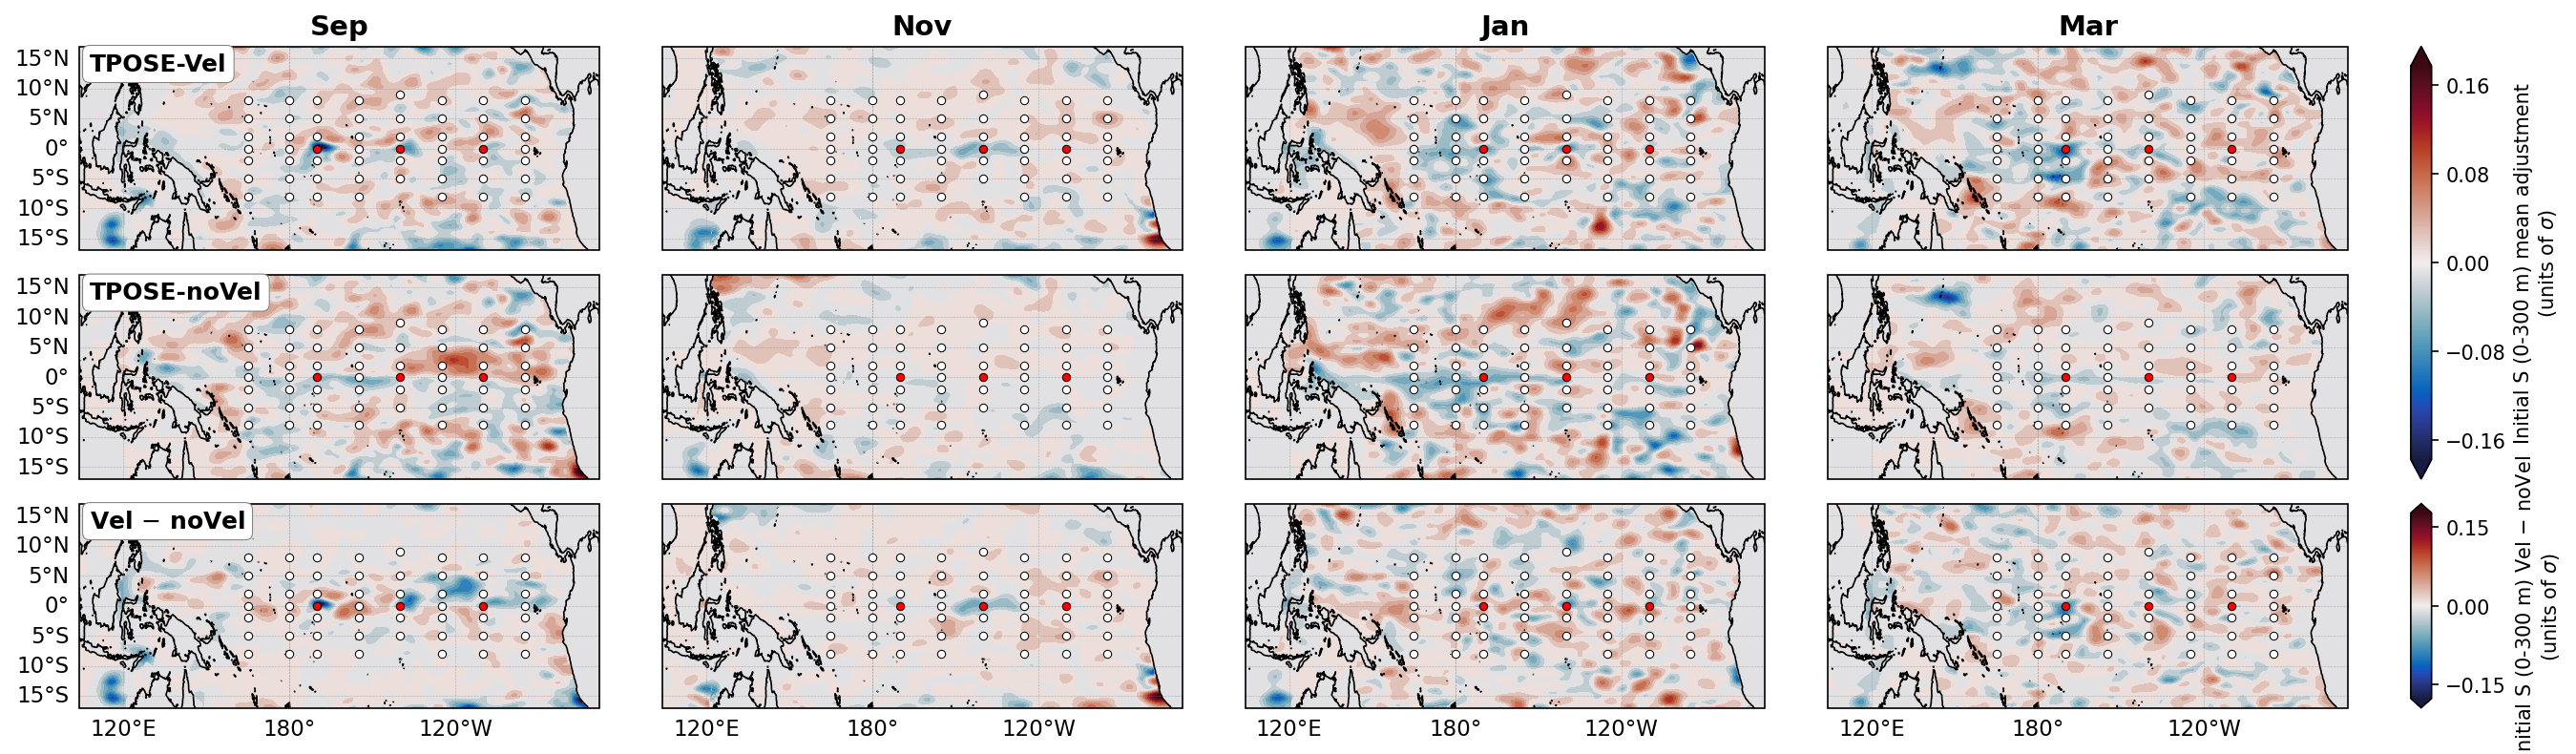 Sep Nov Jan Mar
TPOSE-Vel
15°N
10°N
5°N
0°
5°S
10°S
15°S
TPOSE-noVel
15°N
10°N
5°N
0°
5°S
10°S
15°S
Vel − noVel
15°N
10°N
5°N
0°
5°S
10°S
15°S
120°E 180° 120°W 120°E 180° 120°W 120°E 180° 120°W 120°E 180° 120°W
0.16
0.08
0.00
−0.08
−0.16
Initial S (0-300 m) mean adjustment
(units of σ)
0.15
0.00
−0.15
nitial S (0-300 m) Vel − noVel
(units of σ)